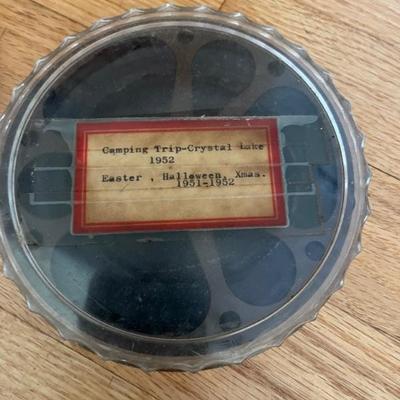 Camping Trip-Crystal Lake
1952
Easter , Halloween, Xmas.
1951-1952